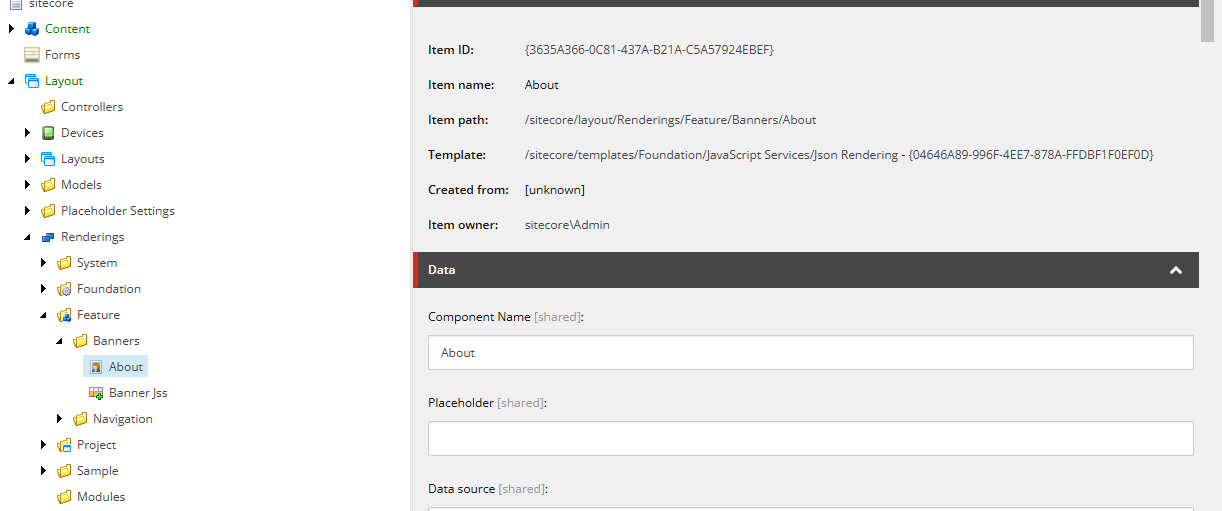 sitecore
Content
Forms
Layout
Controllers
Devices
Layouts
Models
Placeholder Settings
Renderings
System
Foundation
Feature
Banners
About
Banner Jss
Navigation
Project
Sample
Modules
Item ID: {3635A366-0C81-437A-B21A-C5A57924EBEF}
Item name: About
Item path: /sitecore/layout/Renderings/Feature/Banners/About
Template: /sitecore/templates/Foundation/JavaScript Services/Json Rendering - {04646A89-996F-4EE7-878A-FFDBF1F0EF0D}
Created from: [unknown]
Item owner: sitecore\Admin
Data
Component Name [shared]:
About
Placeholder [shared]:
Data source [shared]: